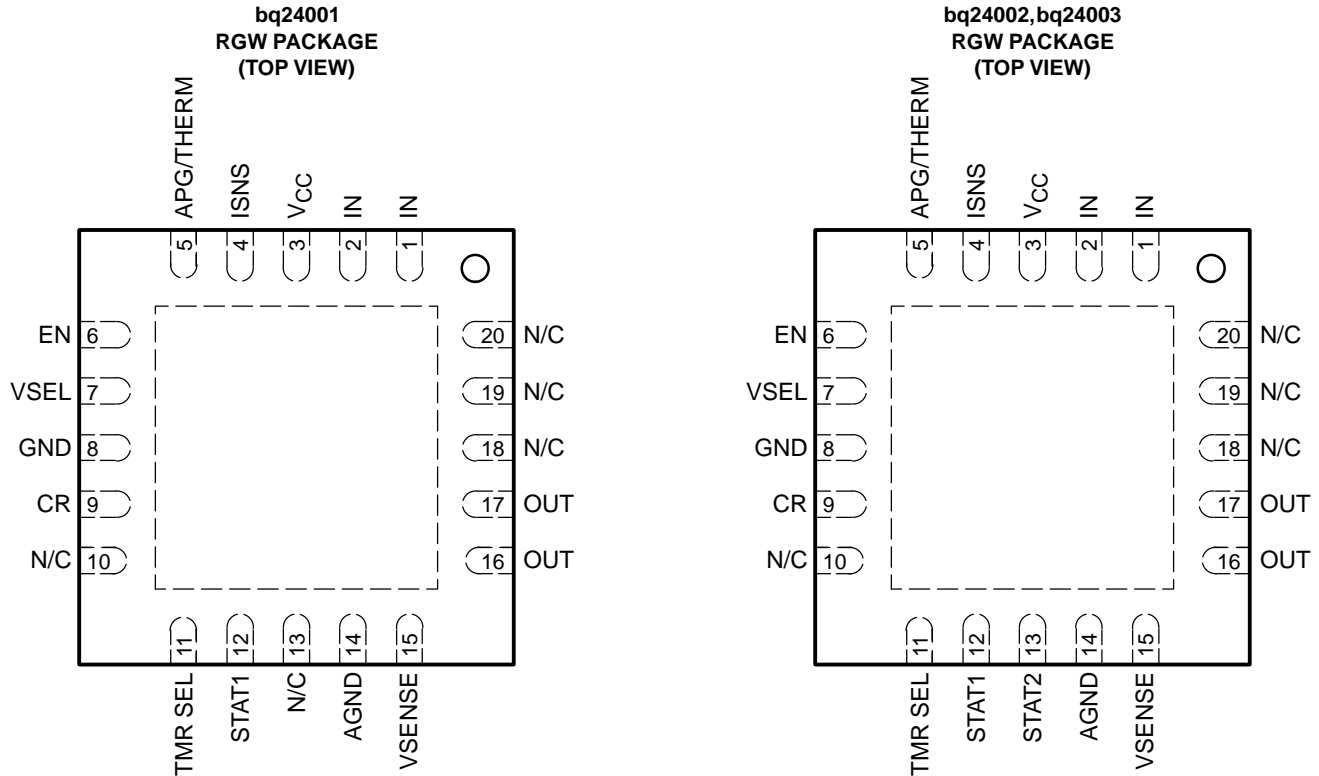 bq24001
RGW PACKAGE
(TOP VIEW)
APG/THERM
ISNS
VCC
IN
IN
5
4
3
2
1
EN 6
VSEL 7
GND 8
CR 9
N/C 10
20 N/C
19 N/C
18 N/C
17 OUT
16 OUT
11
12
13
14
15
TMR SEL
STAT1
N/C
AGND
VSENSE
bq24002,bq24003
RGW PACKAGE
(TOP VIEW)
APG/THERM
ISNS
VCC
IN
IN
5
4
3
2
1
EN 6
VSEL 7
GND 8
CR 9
N/C 10
20 N/C
19 N/C
18 N/C
17 OUT
16 OUT
11
12
13
14
15
TMR SEL
STAT1
STAT2
AGND
VSENSE